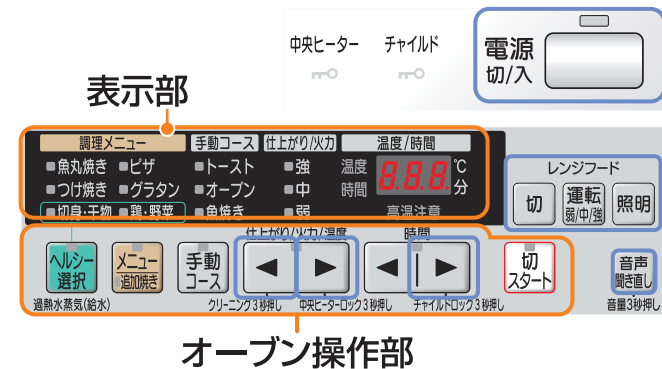 中央ヒーター チャイルド
電源
切/入
表示部
調理メニュー 手動コース 仕上がり/火力 温度/時間
魚丸焼き ピザ トースト 強 温度 8.8.8. ℃
つけ焼き グラタン オーブン 中 時間 分
切身・干物 鶏・野菜 魚焼き 弱 高温注意
レンジフード
切 運転 弱/中/強 照明
仕上がり/火力/温度 時間
ヘルシー選択 メニュー 追加焼き 手動コース ◀ ▶ ◀ ▶ 切 スタート 音声 聞き直し
過熱水蒸気(給水) クリーニング3秒押し 中央ヒーターロック3秒押し チャイルドロック3秒押し 音量3秒押し
オーブン操作部